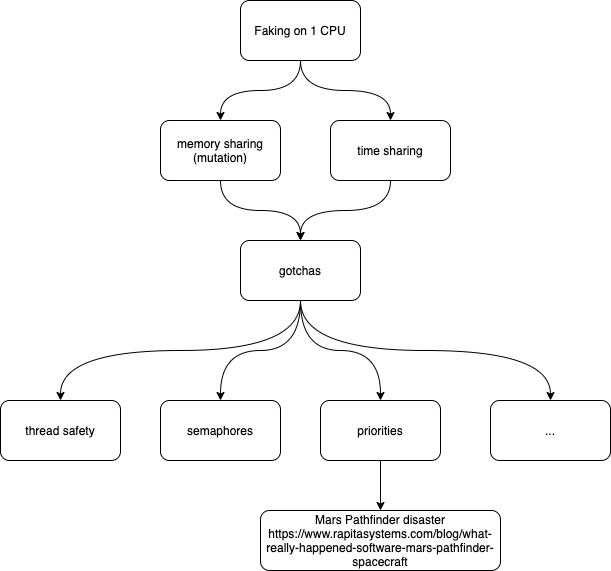 Faking on 1 CPU
memory sharing
(mutation)
time sharing
gotchas
thread safety
semaphores
priorities
...
Mars Pathfinder disaster
https://www.rapitasystems.com/blog/what-
really-happened-software-mars-pathfinder-
spacecraft